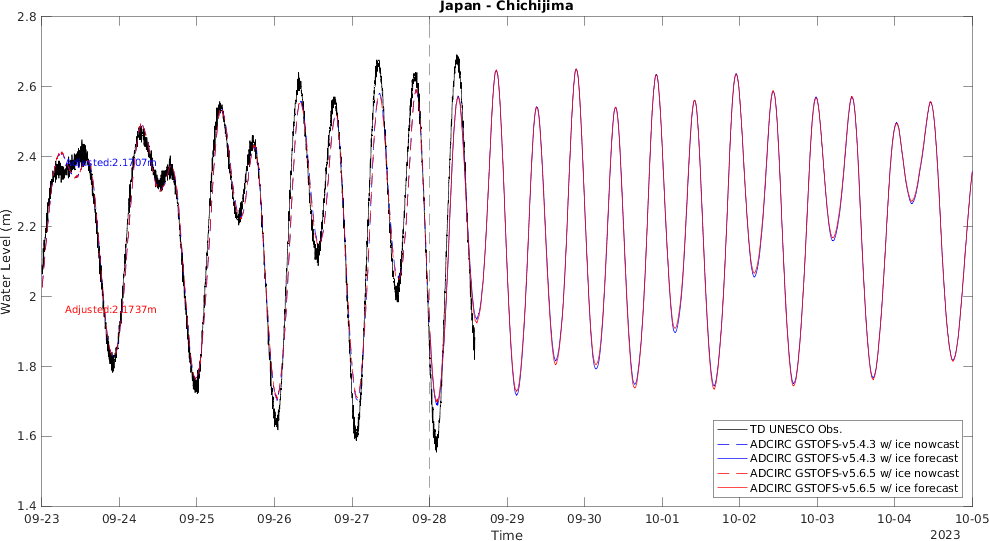 Japan - Chichijima
2.8
2.6
2.4
2.2
2
1.8
1.6
1.4
Water Level (m)
Adjusted:2.1707m
Adjusted:2.1737m
TD UNESCO Obs.
ADCIRC GSTOFS-v5.4.3 w/ ice nowcast
ADCIRC GSTOFS-v5.4.3 w/ ice forecast
ADCIRC GSTOFS-v5.6.5 w/ ice nowcast
ADCIRC GSTOFS-v5.6.5 w/ ice forecast
09-23 09-24 09-25 09-26 09-27 09-28 09-29 09-30 10-01 10-02 10-03 10-04 10-05
Time
2023